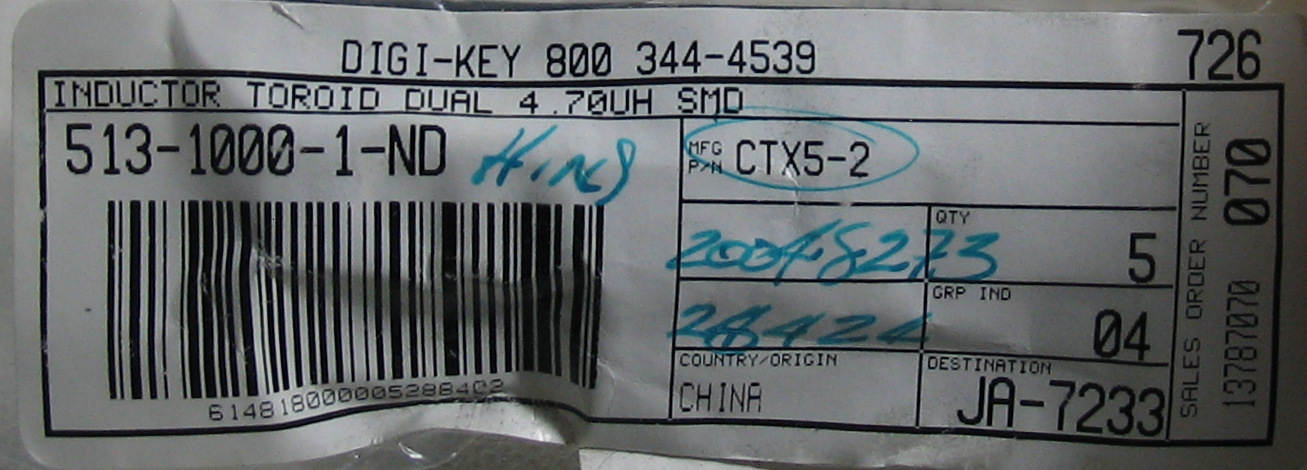 DIGI-KEY 800 344-4539
726
INDUCTOR TOROID DUAL 4.70UH SMD
513-1000-1-ND
MFG P/N CTX5-2
QTY
5
GRP IND
04
COUNTRY/ORIGIN
CHINA
DESTINATION
JA-7233
614818000005288402
SALES ORDER NUMBER
13787070
070